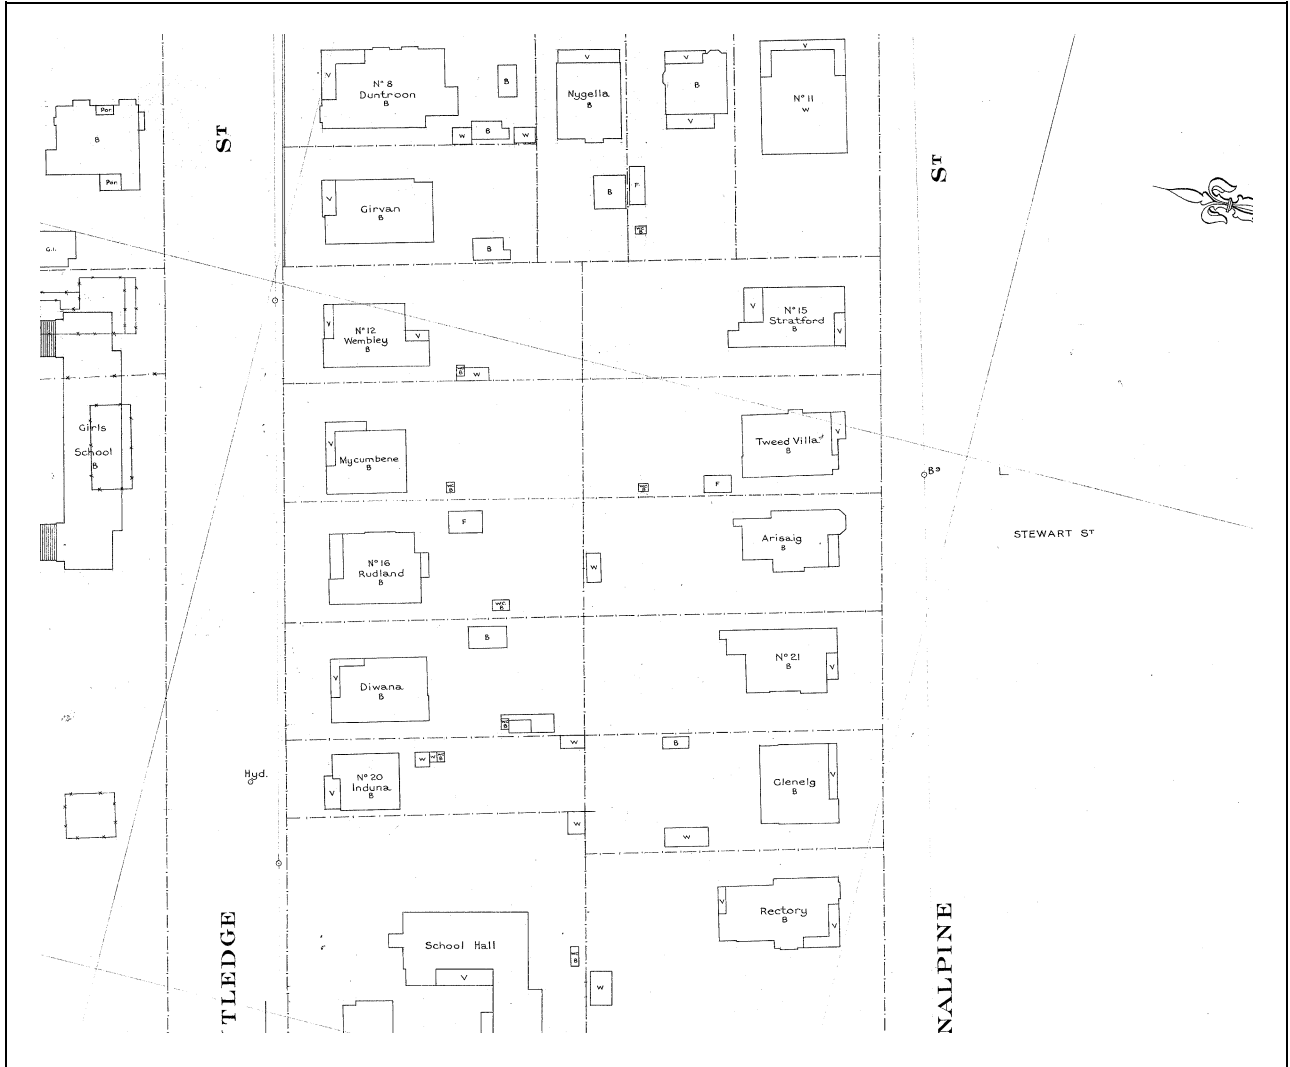 Por
B
Por
G.I.
Girls
School
B
ST
TLEDGE
Hyd.
V
Nº 8
Duntroon
B
B
W
B
W
V
Girvan
B
B
V
Nygella
B
B
V
B
V
F
V
Nº 11
W
V
Nº 12
Wembley
B
V
B
W
V
Nº 15
Stratford
B
V
V
Mycumbene
B
B
Tweed Villa
B
V
B
F
Nº 16
Rudland
B
F
W.C.
B
W
Arisaig
B
V
Diwana
B
B
B
Nº 21
B
V
Nº 20
Induna
B
V
W
W
B
W
W
B
Glenelg
B
V
W
School Hall
V
B
W
V
Rectory
B
V
ST
B
STEWART ST
NALPINE